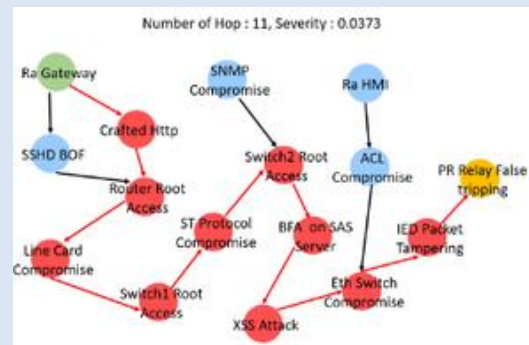 Number of Hop : 11, Severity : 0.0373
Ra Gateway
SNMP
Compromise
Ra HMI
Crafted Http
SSHD BOF
Switch2 Root
Access
ACL
Compromise
PR Relay False
tripping
Router Root
Access
ST Protocol
Compromise
BFA on SAS
Server
IED Packet
Tampering
Line Card
Compromise
Switch1 Root
Access
Eth Switch
Compromise
XSS Attack